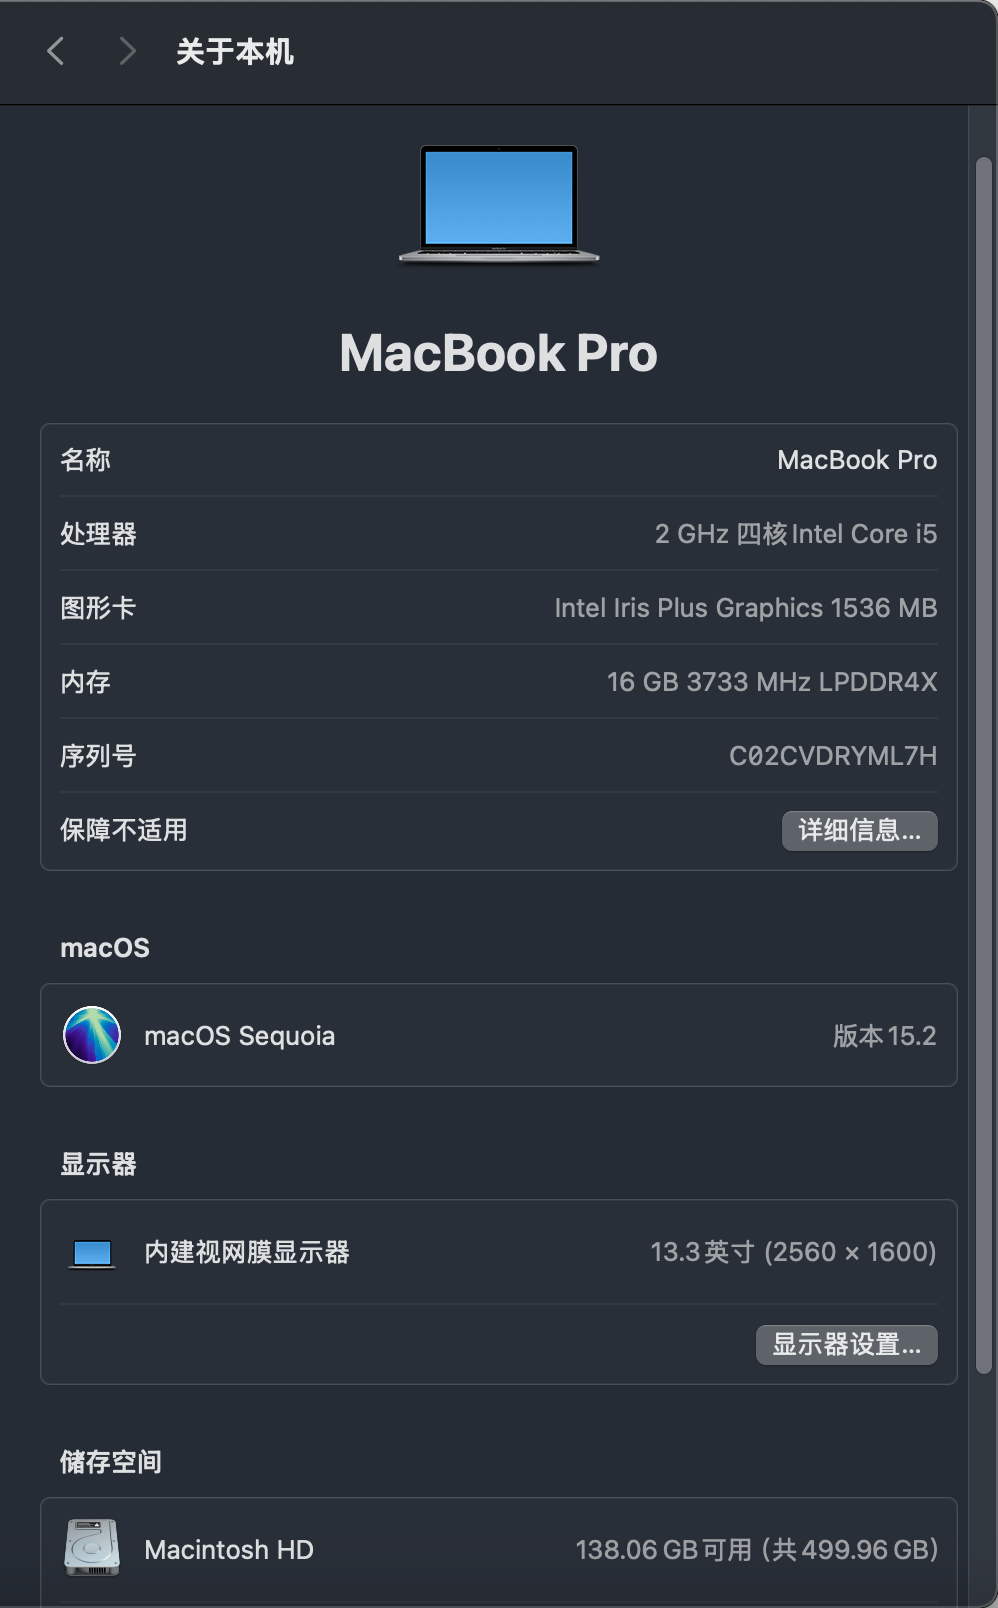 关于本机
MacBook Pro
名称 MacBook Pro
处理器 2 GHz 四核Intel Core i5
图形卡 Intel Iris Plus Graphics 1536 MB
内存 16 GB 3733 MHz LPDDR4X
序列号 C02CVDRYML7H
保障不适用 详细信息...
macOS
macOS Sequoia 版本15.2
显示器
内建视网膜显示器 13.3英寸 (2560 × 1600)
显示器设置...
储存空间
Macintosh HD 138.06 GB可用 (共499.96 GB)